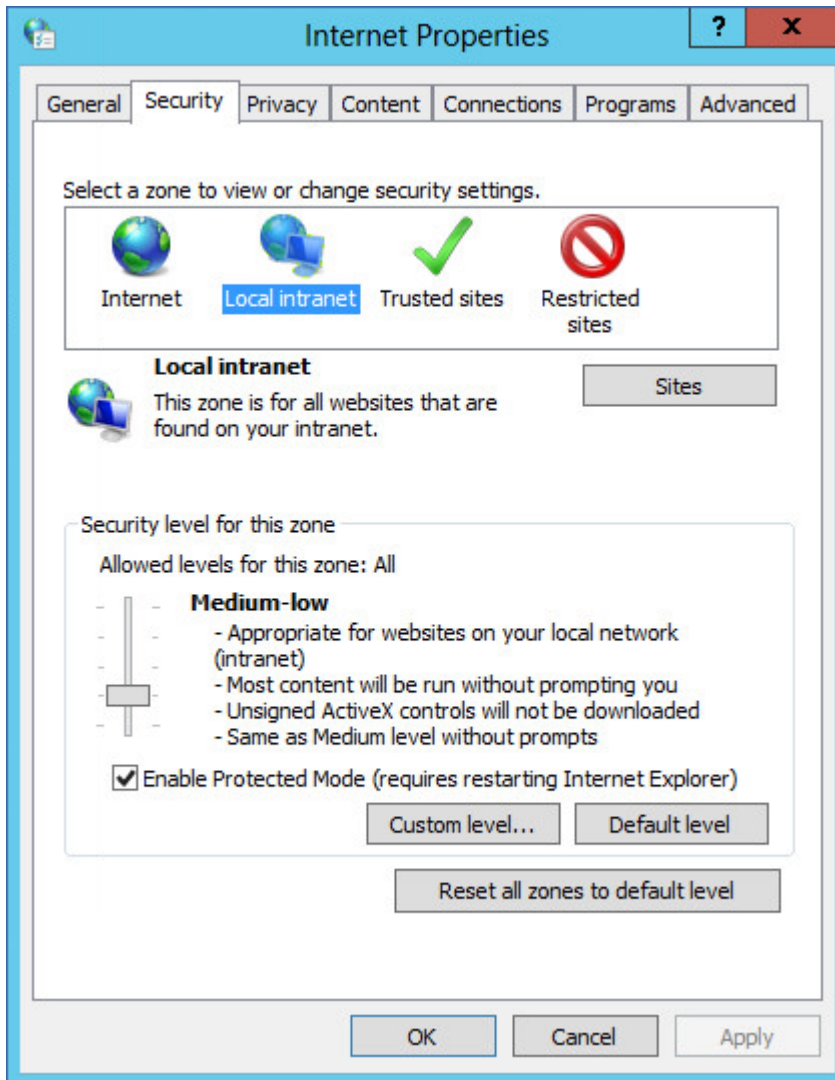 Internet Properties
?
x
General Security Privacy Content Connections Programs Advanced
Select a zone to view or change security settings.
Internet Local intranet Trusted sites Restricted
sites
Local intranet
This zone is for all websites that are
found on your intranet.
Sites
Security level for this zone
Allowed levels for this zone: All
Medium-low
- Appropriate for websites on your local network
(intranet)
- Most content will be run without prompting you
- Unsigned ActiveX controls will not be downloaded
- Same as Medium level without prompts
Enable Protected Mode (requires restarting Internet Explorer)
Custom level... Default level
Reset all zones to default level
OK Cancel Apply